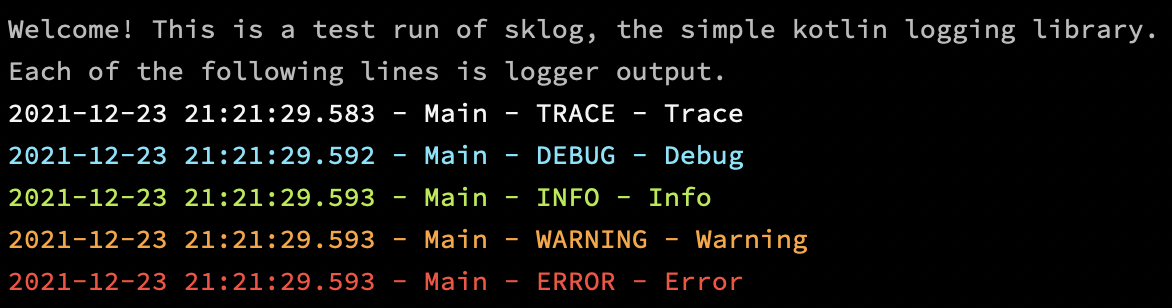 Welcome! This is a test run of sklog, the simple kotlin logging library.
Each of the following lines is logger output.
2021-12-23 21:21:29.583 - Main - TRACE - Trace
2021-12-23 21:21:29.592 - Main - DEBUG - Debug
2021-12-23 21:21:29.593 - Main - INFO - Info
2021-12-23 21:21:29.593 - Main - WARNING - Warning
2021-12-23 21:21:29.593 - Main - ERROR - Error